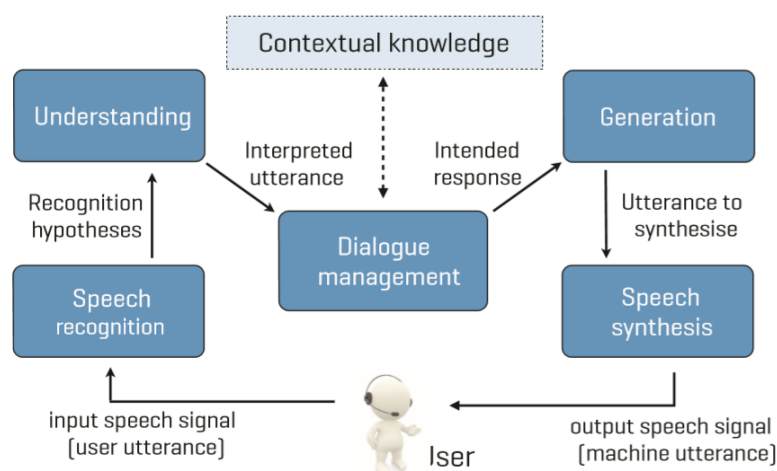 Contextual knowledge
Understanding
Generation
Interpreted
utterance
Intended
response
Recognition
hypotheses
Utterance to
synthesise
Dialogue
management
Speech
recognition
Speech
synthesis
input speech signal
(user utterance)
Iser
output speech signal
(machine utterance)